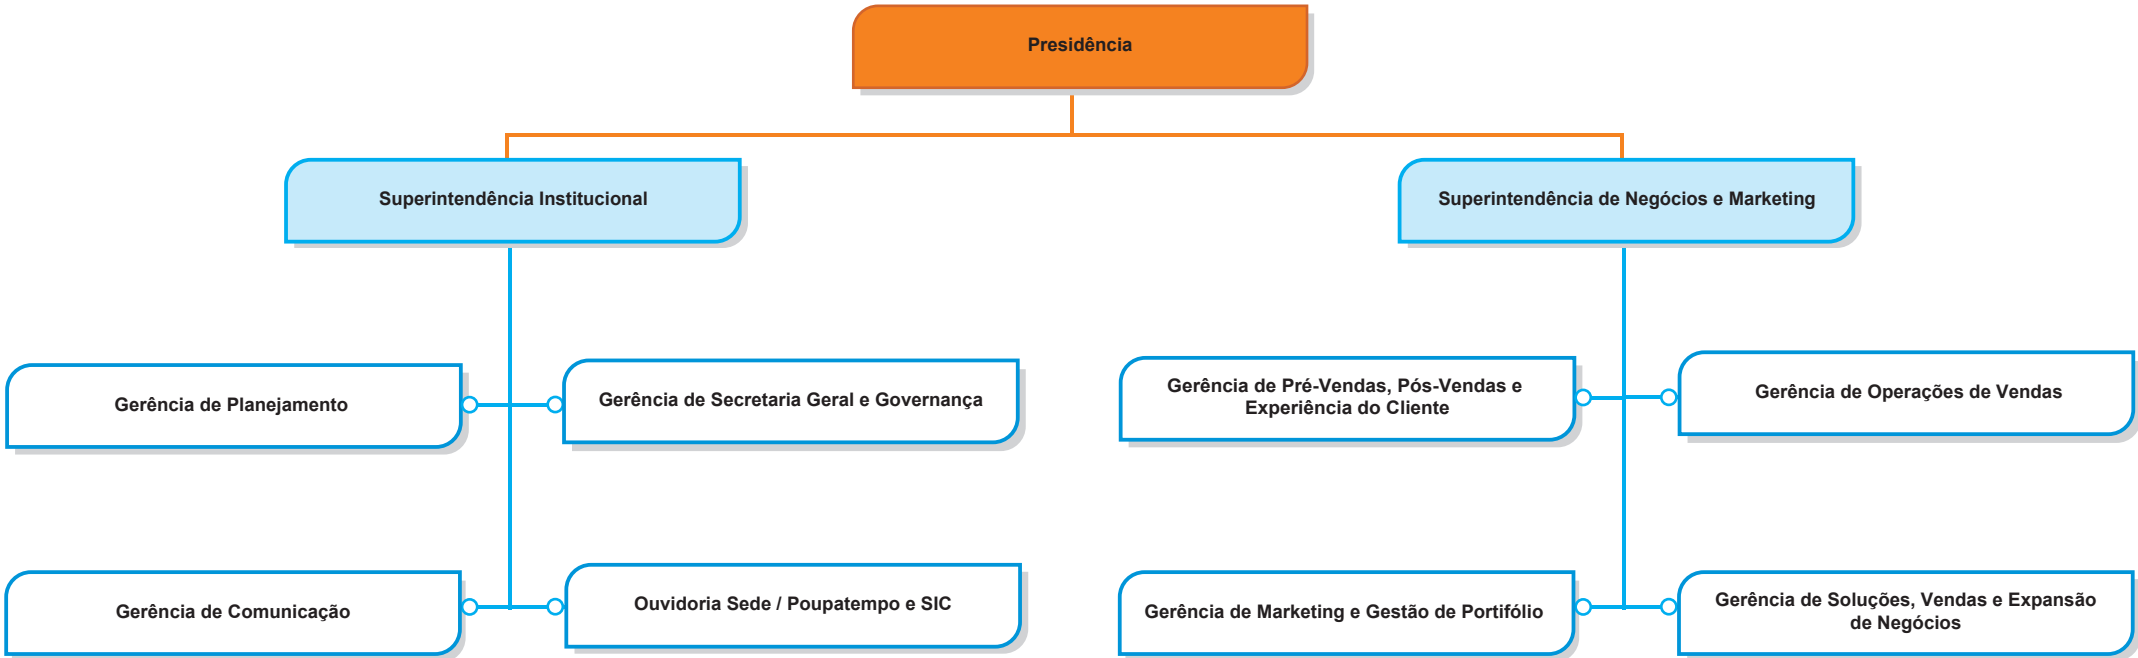 Presidência
Superintendência Institucional
Superintendência de Negócios e Marketing
Gerência de Planejamento
Gerência de Secretaria Geral e Governança
Gerência de Pré-Vendas, Pós-Vendas e
Experiência do Cliente
Gerência de Operações de Vendas
Gerência de Comunicação
Ouvidoria Sede / Poupatempo e SIC
Gerência de Marketing e Gestão de Portifólio
Gerência de Soluções, Vendas e Expansão
de Negócios